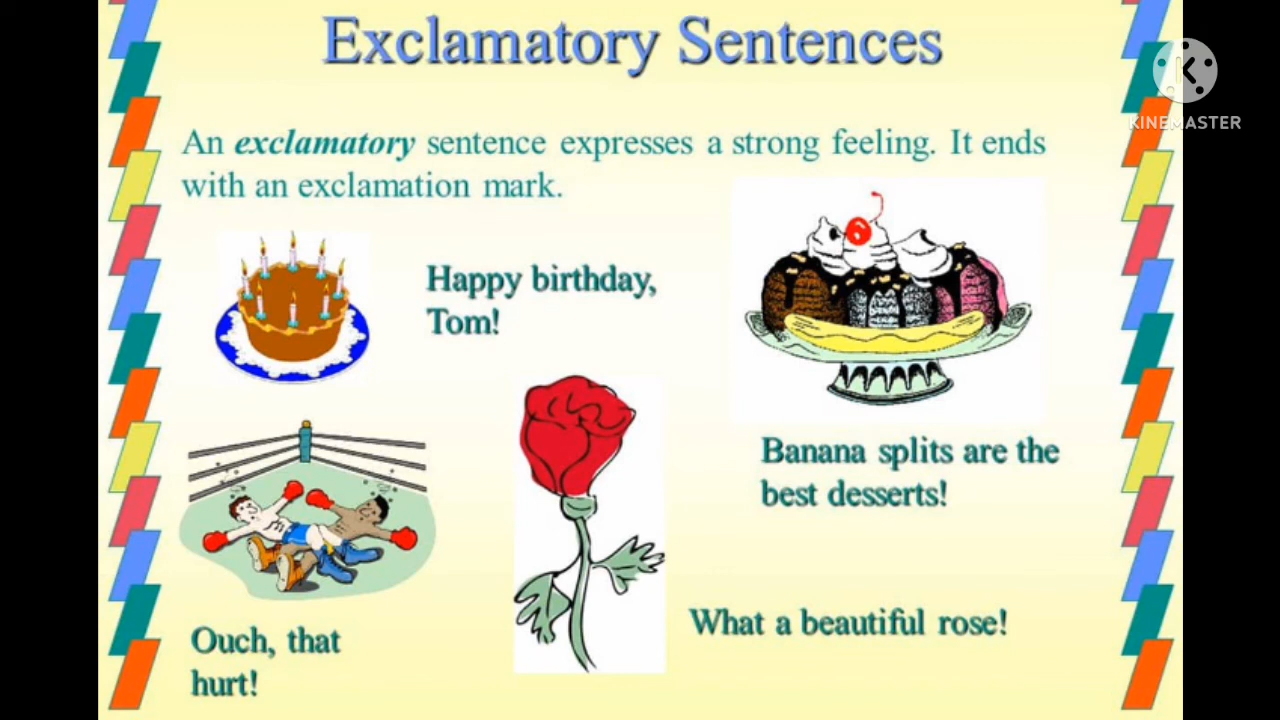 Exclamatory Sentences
KINEMASTER
An exclamatory sentence expresses a strong feeling. It ends
with an exclamation mark.
Happy birthday,
Tom!
Banana splits are the
best desserts!
What a beautiful rose!
Ouch, that
hurt!